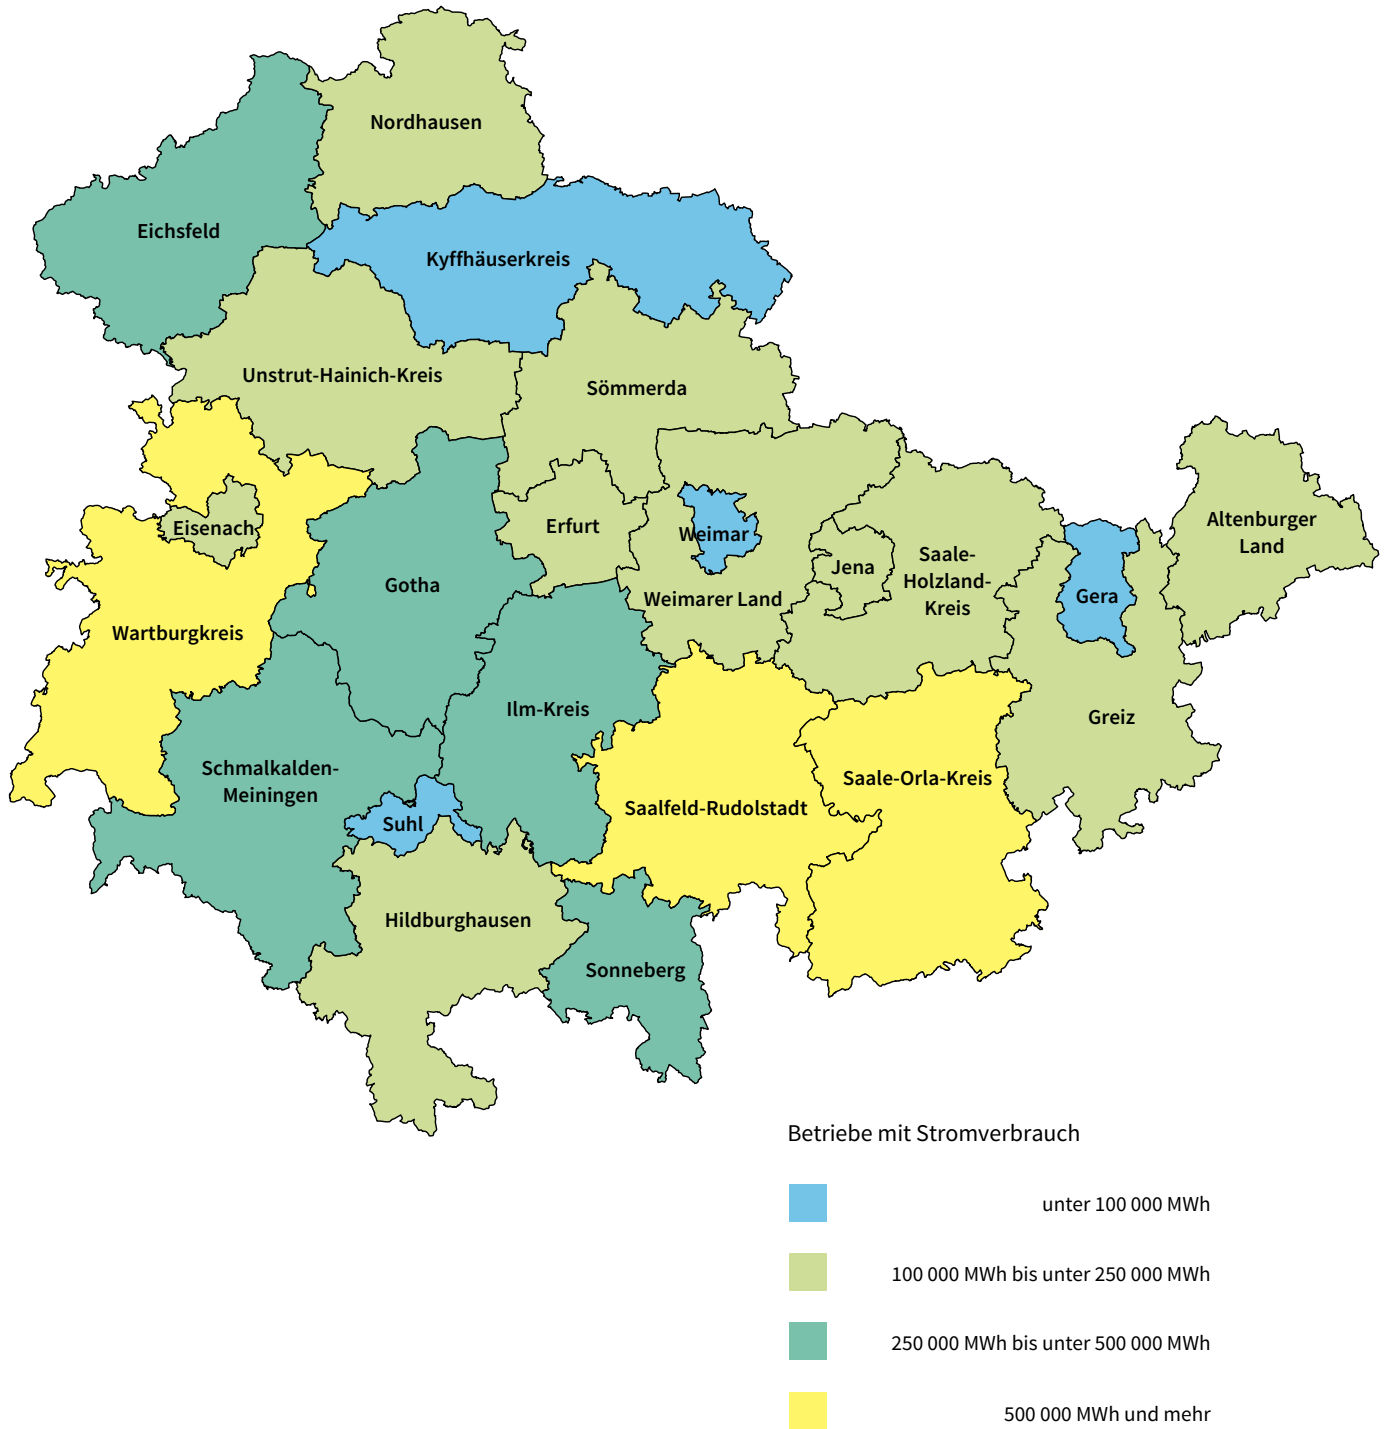 Nordhausen
Eichsfeld
Kyffhäuserkreis
Unstrut-Hainich-Kreis
Sömmerda
Eisenach
Erfurt
Weimar
Jena
Saale-
Holzland-
Kreis
Altenburger
Land
Gotha
Weimarer Land
Gera
Wartburgkreis
Ilm-Kreis
Greiz
Schmalkalden-
Meiningen
Suhl
Saalfeld-Rudolstadt
Saale-Orla-Kreis
Hildburghausen
Sonneberg
Betriebe mit Stromverbrauch
unter 100 000 MWh
100 000 MWh bis unter 250 000 MWh
250 000 MWh bis unter 500 000 MWh
500 000 MWh und mehr